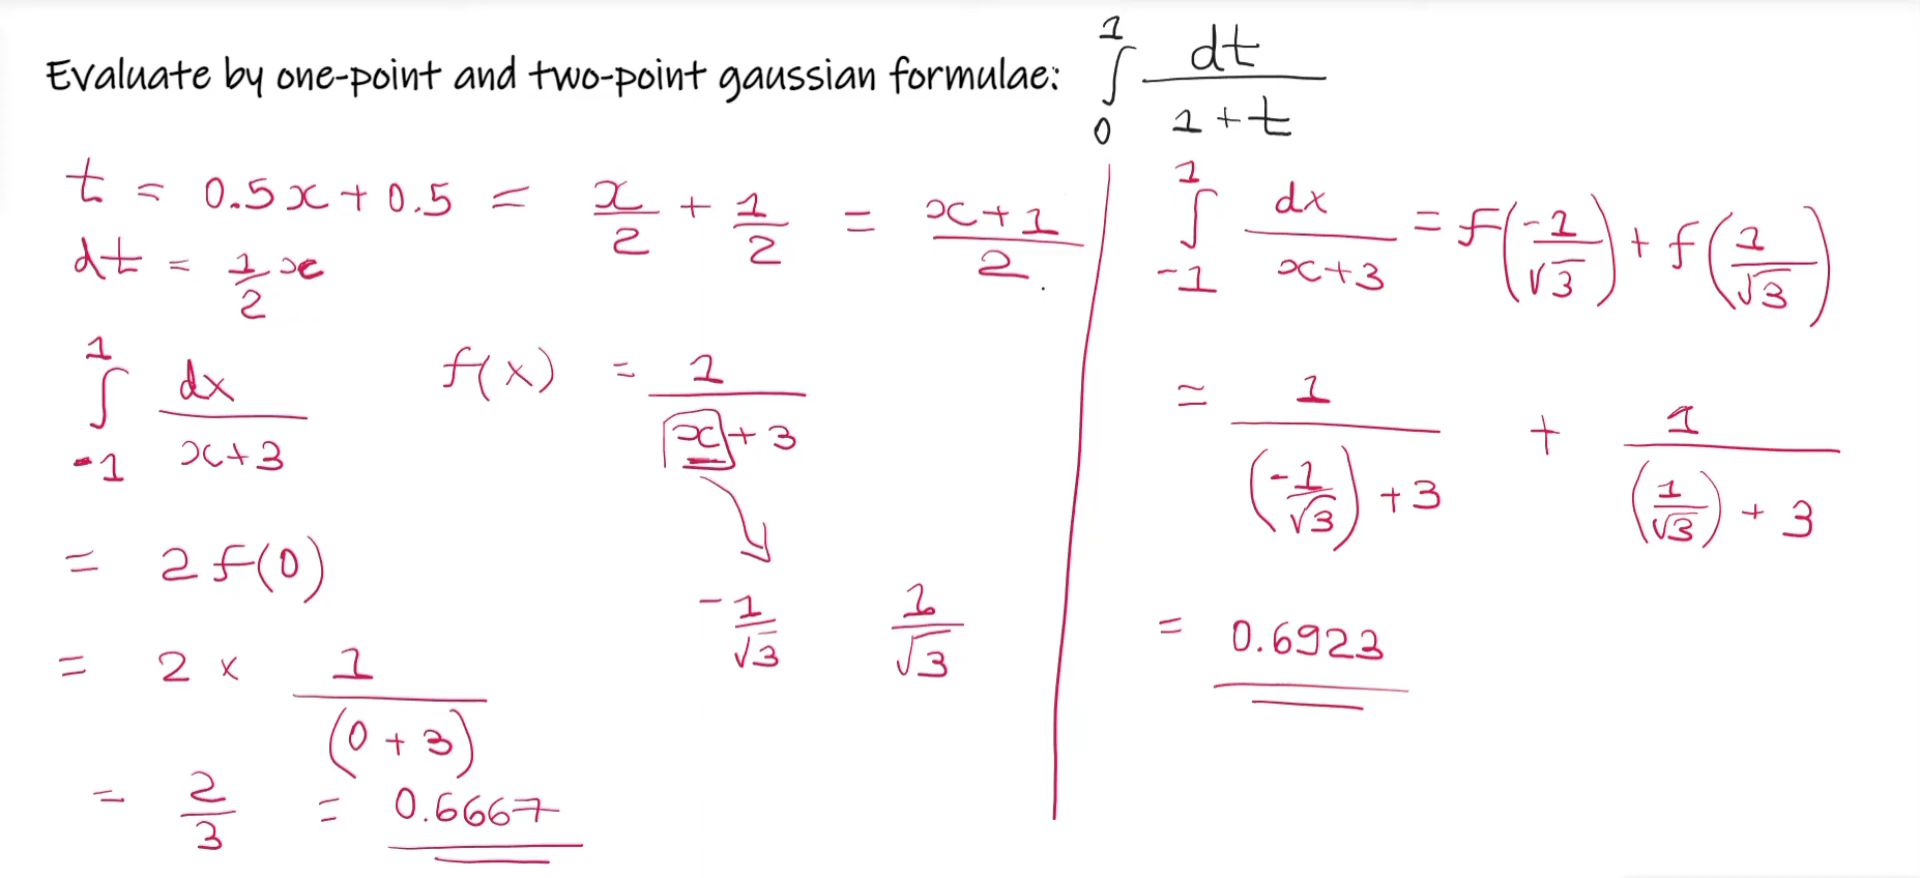 Evaluate by one-point and two-point gaussian formulae: ∫₀¹ dt/(1+t)
t = 0.5x + 0.5 = x/2 + 1/2 = (x+1)/2
dt = 1/2 x
∫₋₁¹ dx/(x+3)   f(x) = 1/(x+3)
= 2f(0)
-1/√3   1/√3
= 2 × 1/(0+3)
= 2/3 = 0.6667
∫₋₁¹ dx/(x+3) = f(-1/√3) + f(1/√3)
= 1/((-1/√3)+3) + 1/((1/√3)+3)
= 0.6923